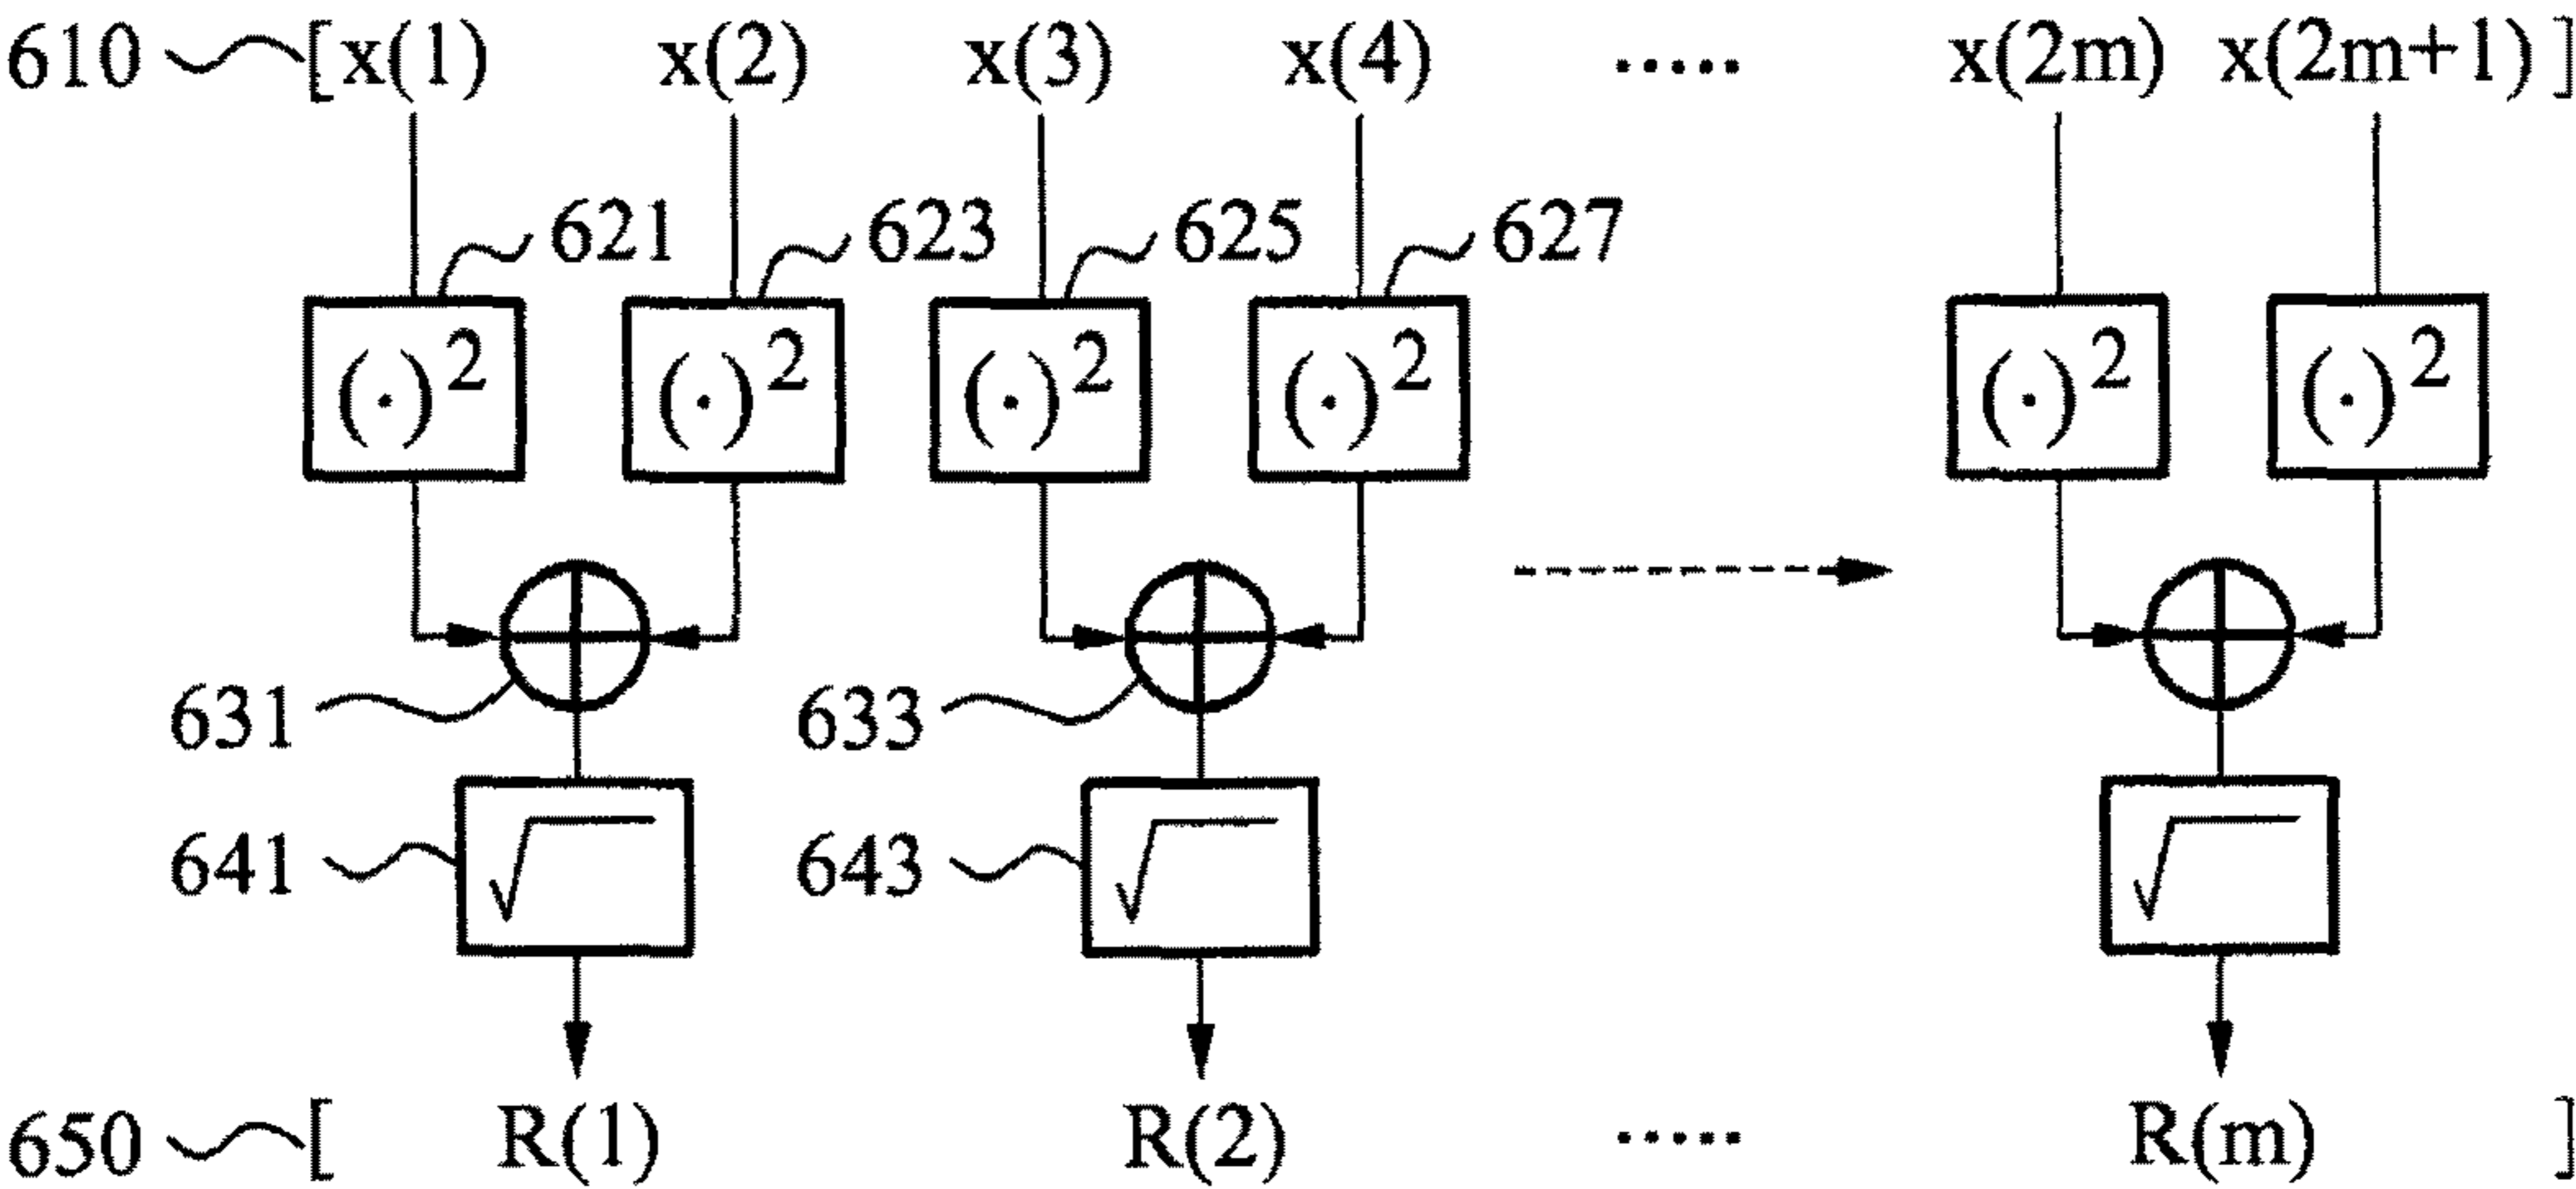 610 [ x(1) x(2) x(3) x(4) ····· x(2m) x(2m+1) ]
621 623 625 627
(·)² (·)² (·)² (·)² (·)² (·)²
631 633
641 √ 643 √ √
650 [ R(1) R(2) ····· R(m) ]